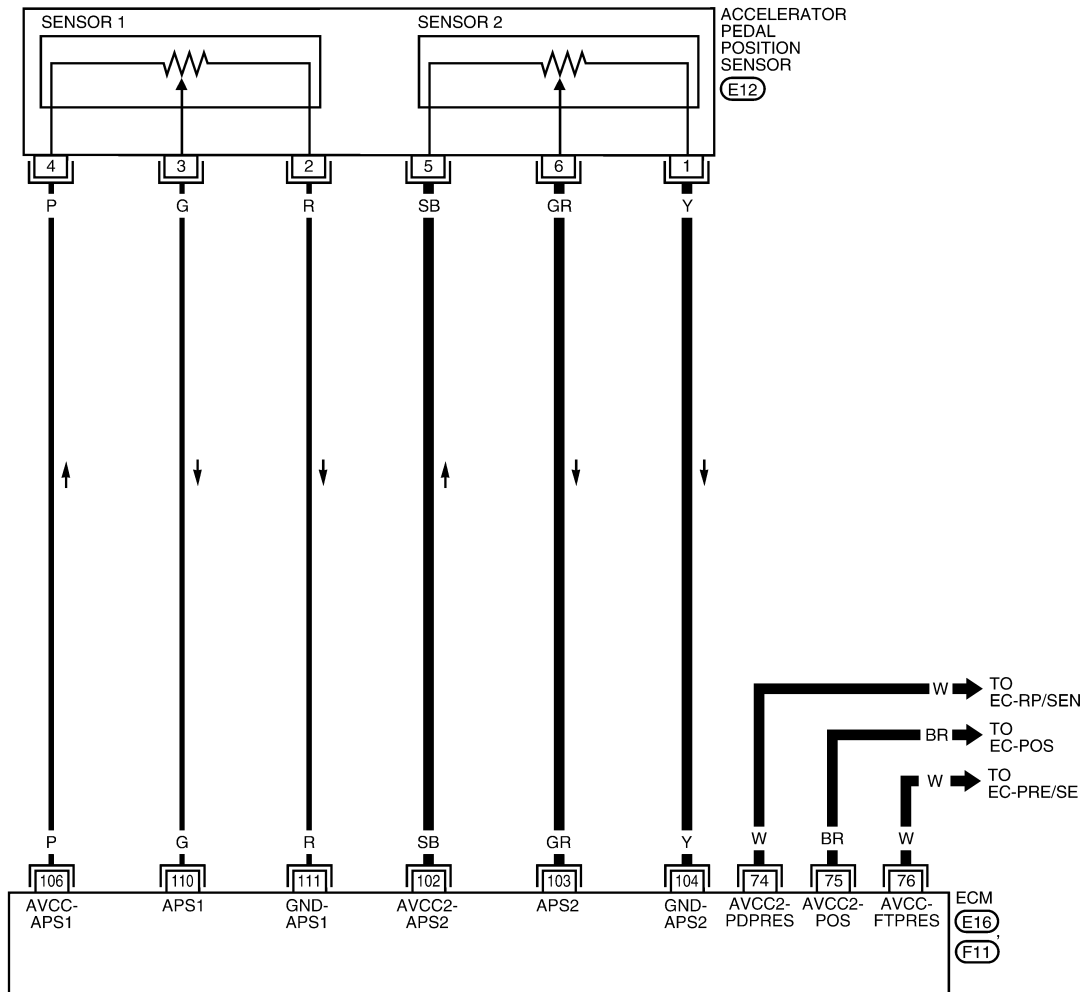 SENSOR 1
SENSOR 2
ACCELERATOR
PEDAL
POSITION
SENSOR
E12
4 3 2 5 6 1
P G R SB GR Y
W TO
EC-RP/SEN
BR TO
EC-POS
W TO
EC-PRE/SE
P G R SB GR Y W BR W
106 110 111 102 103 104 74 75 76
AVCC-
APS1
APS1
GND-
APS1
AVCC2-
APS2
APS2
GND-
APS2
AVCC2-
PDPRES
AVCC2-
POS
AVCC-
FTPRES
ECM
E16 ,
F11